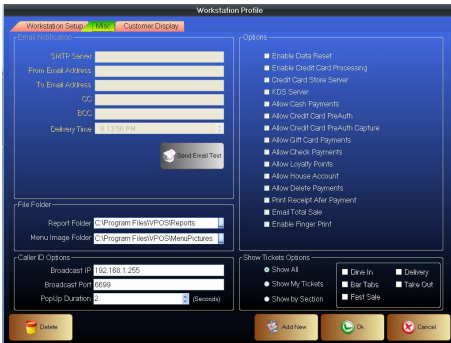 Workstation Profile
Workstation Setup
Misc
Customer Display
Email Notification
SMTP Server
From Email Address
To Email Address
CC
BCC
Delivery Time 8:13:56 PM
Send Email Test
File Folder
Report Folder C:\Program Files\VPOS\Reports
Menu Image Folder C:\Program Files\VPOS\MenuPictures
Caller ID Options
Broadcast IP 192.168.1.255
Broadcast Port 6699
PopUp Duration 2 (Seconds)
Options
Enable Data Reset
Enable Credit Card Processing
Credit Card Store Server
KDS Server
Allow Cash Payments
Allow Credit Card PreAuth
Allow Credit Card PreAuth Capture
Allow Gift Card Payments
Allow Check Payments
Allow Loyalty Points
Allow House Account
Allow Delete Payments
Print Receipt Afer Payment
Email Total Sale
Enable Finger Print
Show Tickets Options
Show All
Show My Tickets
Show by Section
Dine In
Delivery
Bar Tabs
Take Out
Fast Sale
Delete
Add New
Ok
Cancel